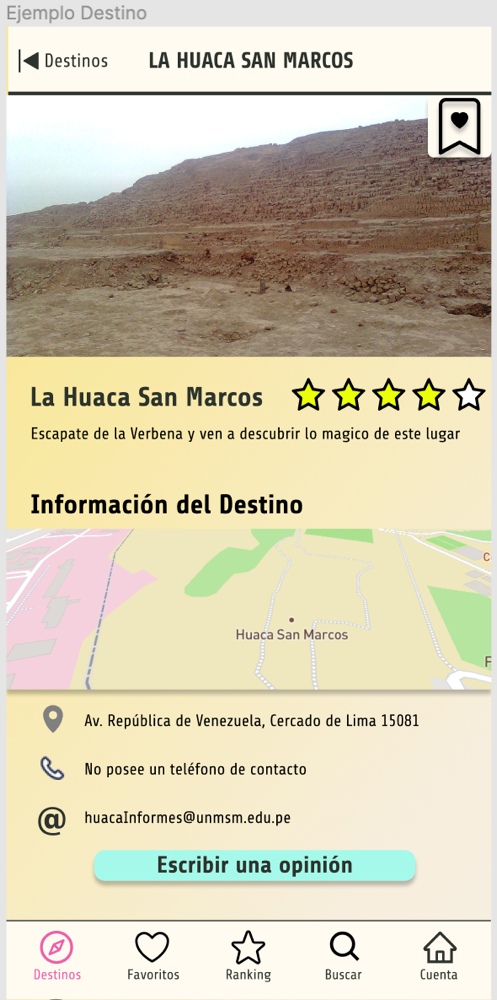 Ejemplo Destino
Destinos
LA HUACA SAN MARCOS
La Huaca San Marcos
Escapate de la Verbena y ven a descubrir lo magico de este lugar
Información del Destino
C
Huaca San Marcos
F
Av. República de Venezuela, Cercado de Lima 15081
No posee un teléfono de contacto
@ huacaInformes@unmsm.edu.pe
Escribir una opinión
Destinos
Favoritos
Ranking
Buscar
Cuenta